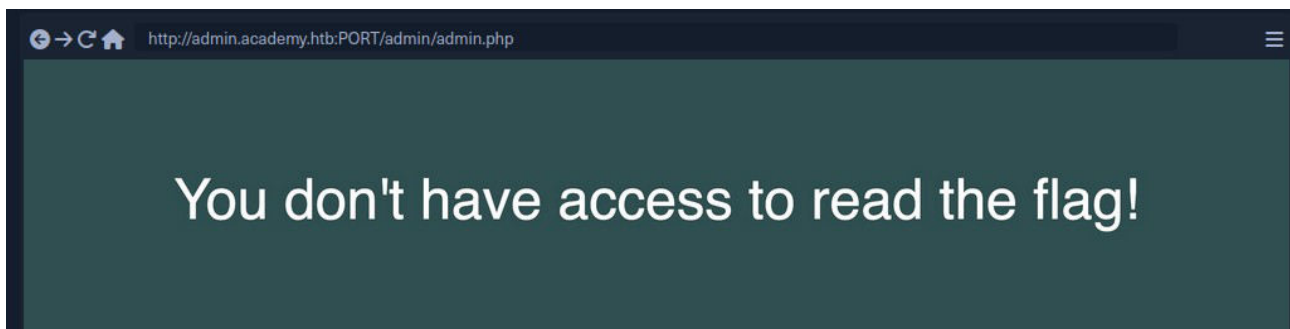 http://admin.academy.htb:PORT/admin/admin.php
You don't have access to read the flag!